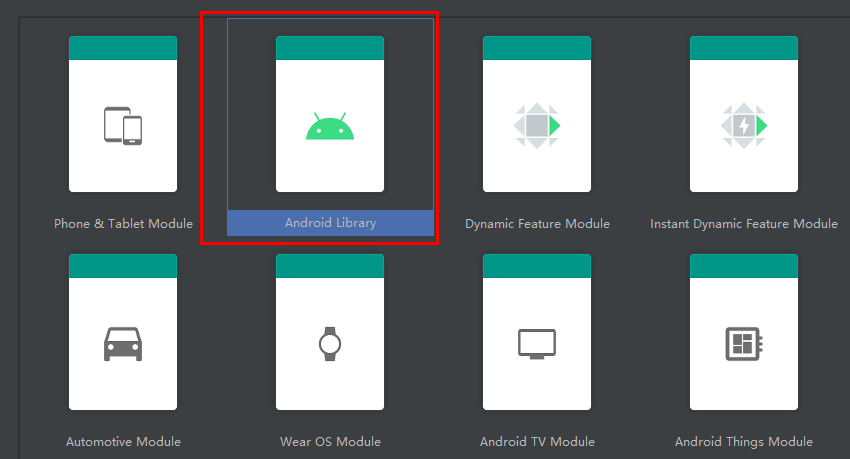 Phone & Tablet Module
Android Library
Dynamic Feature Module
Instant Dynamic Feature Module
Automotive Module
Wear OS Module
Android TV Module
Android Things Module